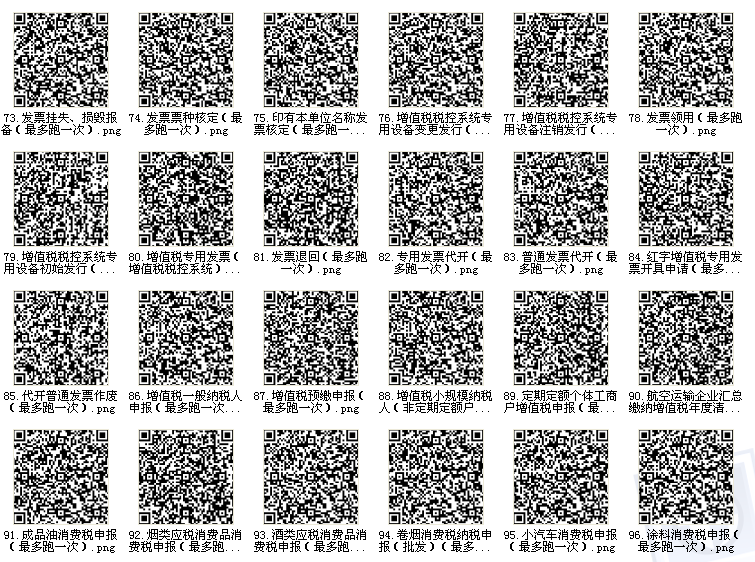 73.发票挂失、损毁报
备(最多跑一次).png
74.发票票种核定(最
多跑一次).png
75.印有本单位名称发
票核定(最多跑一...
76.增值税税控系统专
用设备变更发行(...
77.增值税税控系统专
用设备注销发行(...
78.发票领用(最多跑
一次).png
79.增值税税控系统专
用设备初始发行(...
80.增值税专用发票(
增值税税控系统)...
81.发票退回(最多跑
一次).png
82.专用发票代开(最
多跑一次).png
83.普通发票代开(最
多跑一次).png
84.红字增值税专用发
票开具申请(最多...
85.代开普通发票作废
(最多跑一次).png
86.增值税一般纳税人
申报(最多跑一次...
87.增值税预缴申报(
最多跑一次).png
88.增值税小规模纳税
人(非定期定额户...
89.定期定额个体工商
户增值税申报(最...
90.航空运输企业汇总
缴纳增值税年度清...
91.成品油消费税申报
(最多跑一次).png
92.烟类应税消费品消
费税申报(最多跑...
93.酒类应税消费品消
费税申报(最多跑...
94.卷烟消费税纳税申
报(批发)(最多...
95.小汽车消费税申报
(最多跑一次).png
96.涂料消费税申报(
最多跑一次).png